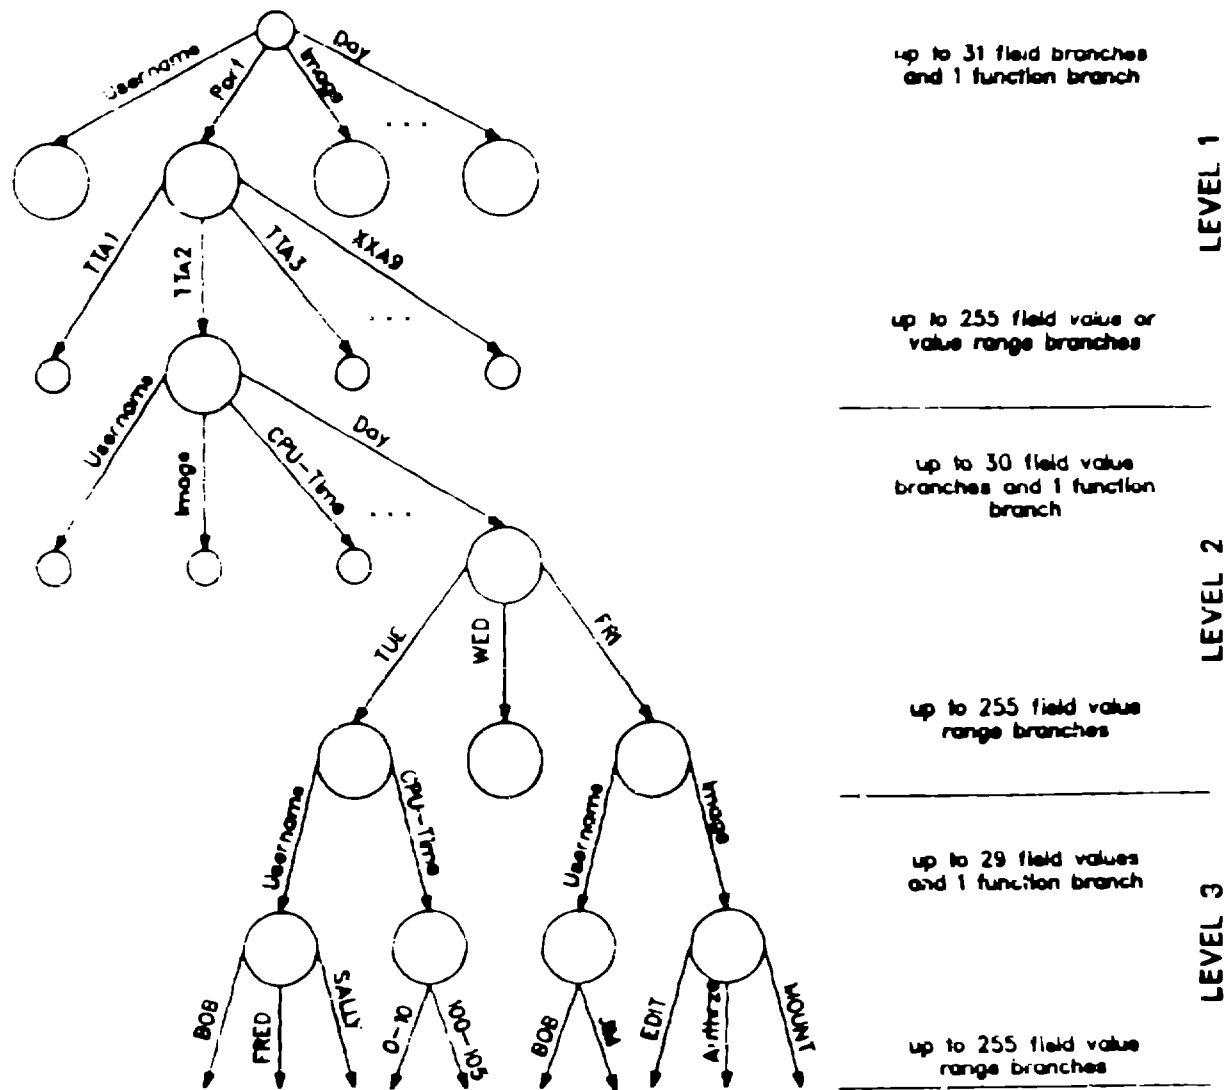 Username
Port
Image
Day
. . .
up to 31 field branches
and 1 function branch
LEVEL 1
TTA1
TTA2
TTA3
XXA9
. . .
up to 255 field value or
value range branches
Username
Image
CPU-Time
Day
. . .
up to 30 field value
branches and 1 function
branch
LEVEL 2
TUE
WED
FRI
up to 255 field value
range branches
Username
CPU-Time
Username
Image
up to 29 field values
and 1 function branch
LEVEL 3
BOB
FRED
SALLY
0-10
100-105
BOB
JIM
EDIT
Authrze
MOUNT
up to 255 field value
range branches